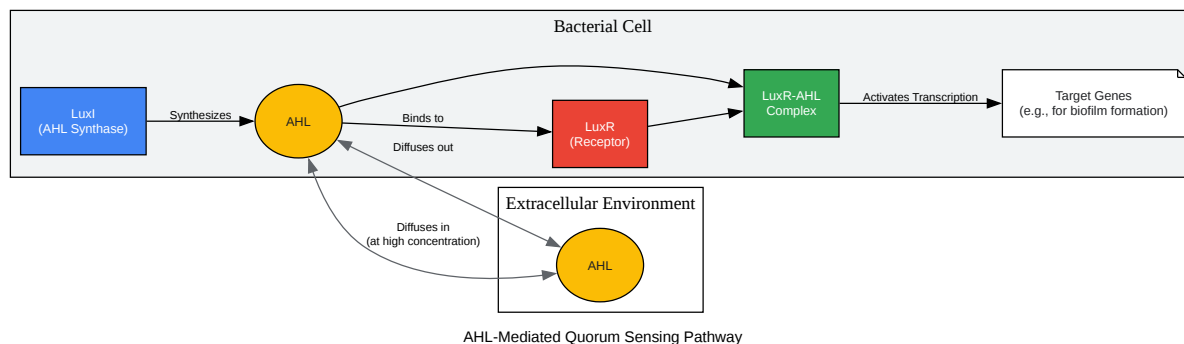 Bacterial Cell
LuxI
(AHL Synthase)
Synthesizes
AHL
Binds to
LuxR
(Receptor)
LuxR-AHL
Complex
Activates Transcription
Target Genes
(e.g., for biofilm formation)
Diffuses out
Extracellular Environment
Diffuses in
(at high concentration)
AHL
AHL-Mediated Quorum Sensing Pathway